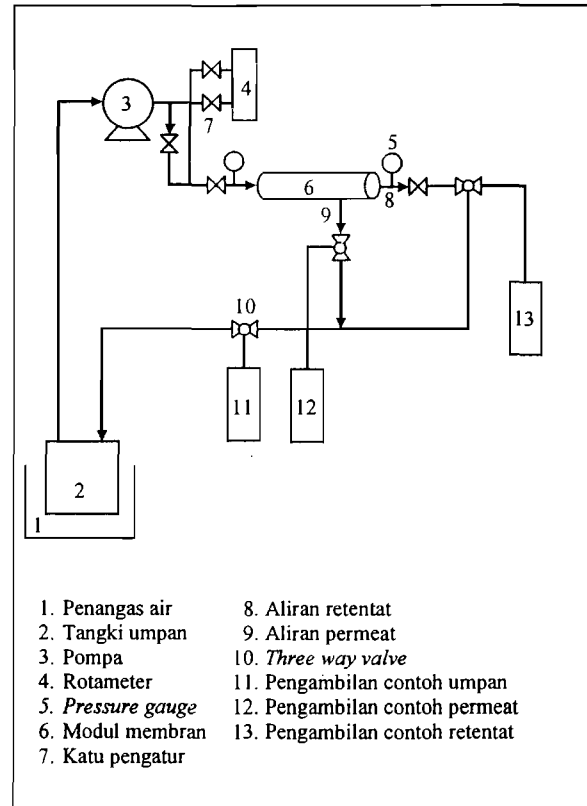 3
4
7
5
6
8
9
10
13
11
12
2
1
1. Penangas air
2. Tangki umpan
3. Pompa
4. Rotameter
5. Pressure gauge
6. Modul membran
7. Katu pengatur
8. Aliran retentat
9. Aliran permeat
10. Three way valve
11. Pengambilan contoh umpan
12. Pengambilan contoh permeat
13. Pengambilan contoh retentat